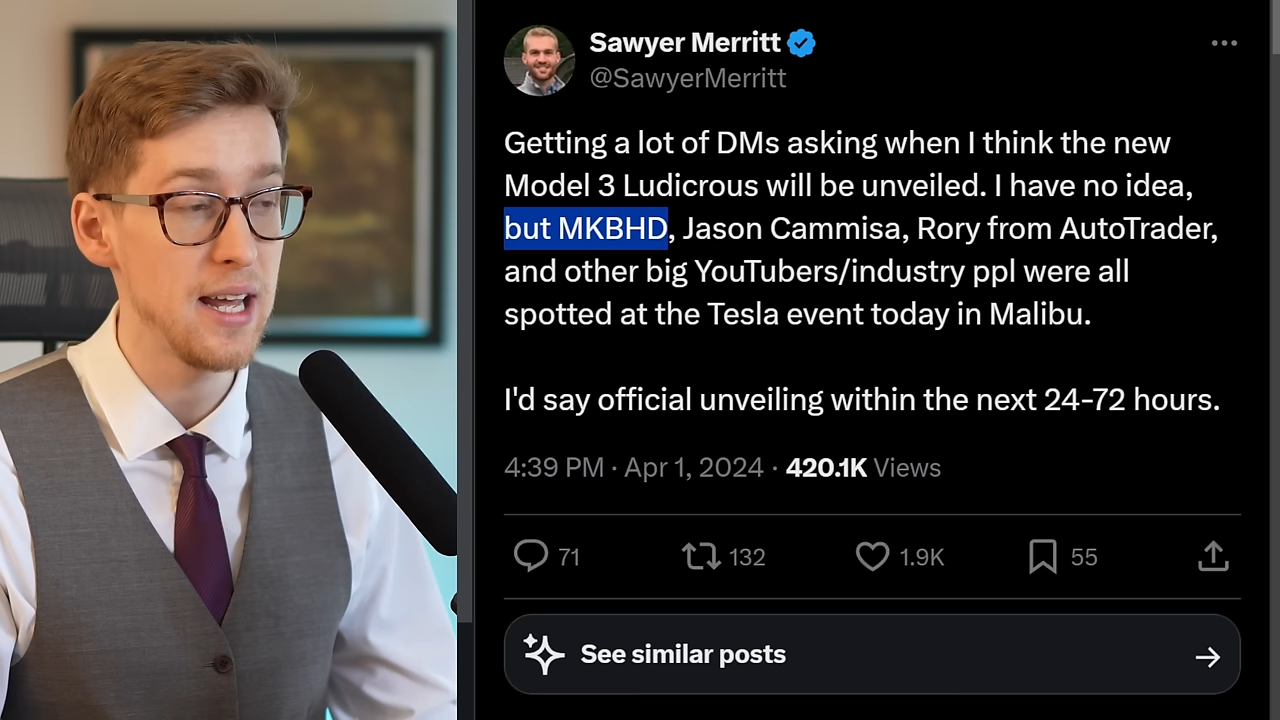 Sawyer Merritt
@SawyerMerritt
Getting a lot of DMs asking when I think the new
Model 3 Ludicrous will be unveiled. I have no idea,
but MKBHD, Jason Cammisa, Rory from AutoTrader,
and other big YouTubers/industry ppl were all
spotted at the Tesla event today in Malibu.
I'd say official unveiling within the next 24-72 hours.
4:39 PM · Apr 1, 2024 · 420.1K Views
71 132 1.9K 55
See similar posts